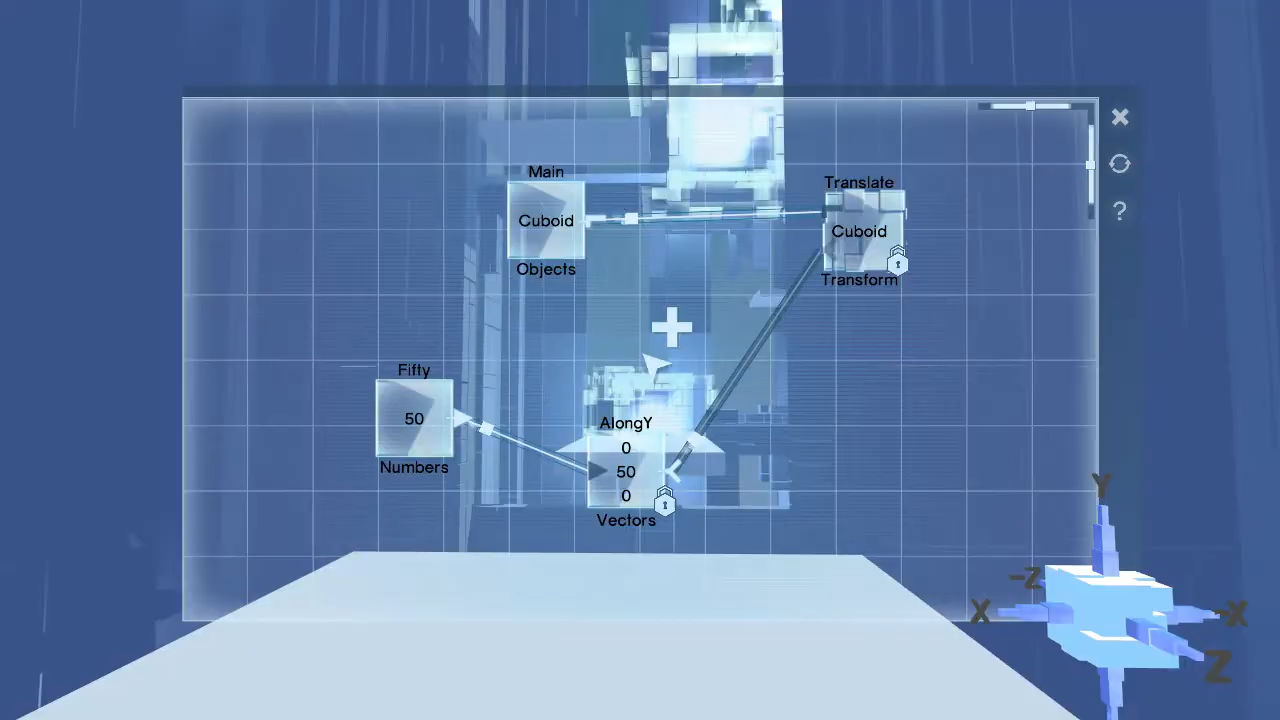 Main
Cuboid
Objects
Translate
Cuboid
Transform
?
Fifty
50
Numbers
AlongY
0
50
0
Vectors
Y
-Z
X
-X
Z